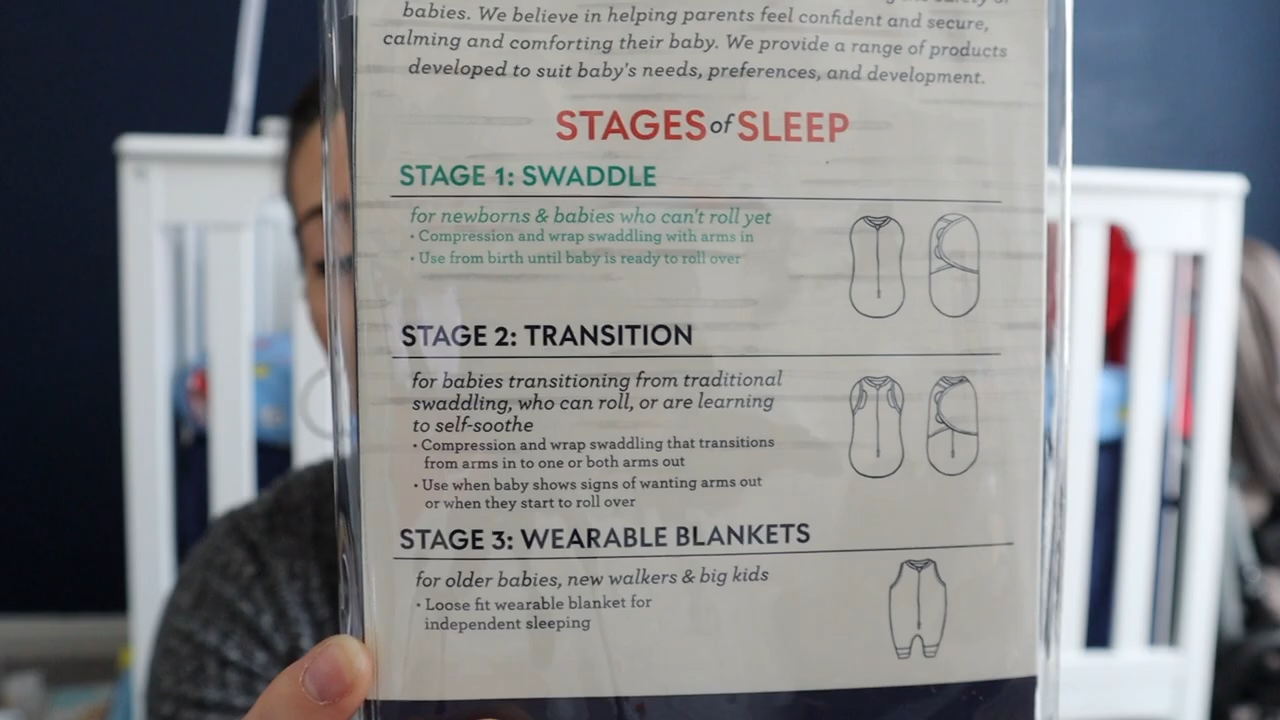 babies. We believe in helping parents feel confident and secure,
calming and comforting their baby. We provide a range of products
developed to suit baby's needs, preferences, and development.
STAGES of SLEEP
STAGE 1: SWADDLE
for newborns & babies who can't roll yet
• Compression and wrap swaddling with arms in
• Use from birth until baby is ready to roll over
STAGE 2: TRANSITION
for babies transitioning from traditional
swaddling, who can roll, or are learning
to self-soothe
• Compression and wrap swaddling that transitions
from arms in to one or both arms out
• Use when baby shows signs of wanting arms out
or when they start to roll over
STAGE 3: WEARABLE BLANKETS
for older babies, new walkers & big kids
• Loose fit wearable blanket for
independent sleeping